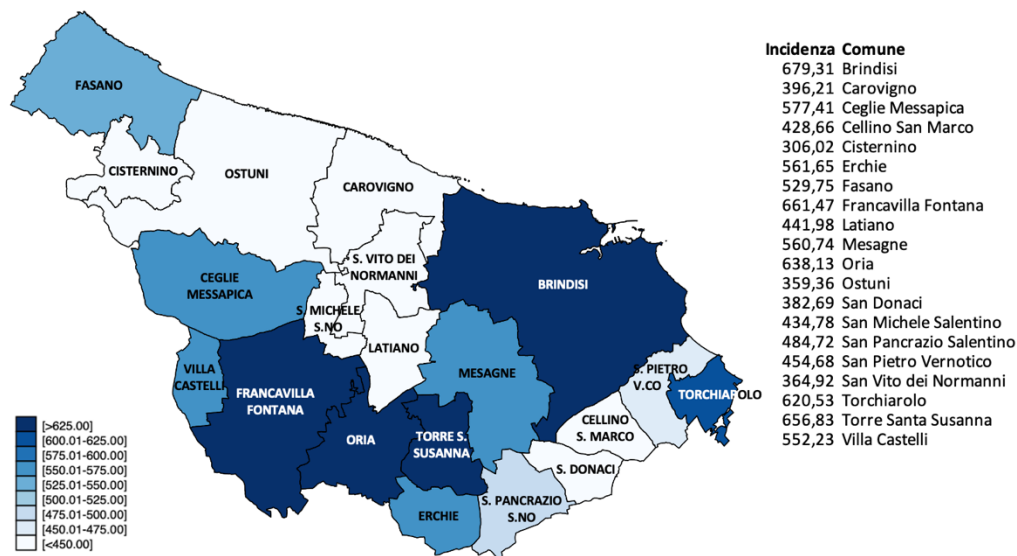 FASANO
CISTERNINO
OSTUNI
CAROVIGNO
S. VITO DEI
NORMANNI
CEGLIE
MESSAPICA
S. MICHELE
S.NO
BRINDISI
LATIANO
VILLA
CASTELLI
FRANCAVILLA
FONTANA
MESAGNE
S. PIETRO
V.CO
TORCHIAROLO
ORIA
TORRE S.
SUSANNA
CELLINO
S. MARCO
S. DONACI
S. PANCRAZIO
S.NO
ERCHIE
[>625.00]
[600.01-625.00]
[575.01-600.00]
[550.01-575.00]
[525.01-550.00]
[500.01-525.00]
[475.01-500.00]
[450.01-475.00]
[<450.00]
Incidenza Comune
679,31 Brindisi
396,21 Carovigno
577,41 Ceglie Messapica
428,66 Cellino San Marco
306,02 Cisternino
561,65 Erchie
529,75 Fasano
661,47 Francavilla Fontana
441,98 Latiano
560,74 Mesagne
638,13 Oria
359,36 Ostuni
382,69 San Donaci
434,78 San Michele Salentino
484,72 San Pancrazio Salentino
454,68 San Pietro Vernotico
364,92 San Vito dei Normanni
620,53 Torchiarolo
656,83 Torre Santa Susanna
552,23 Villa Castelli